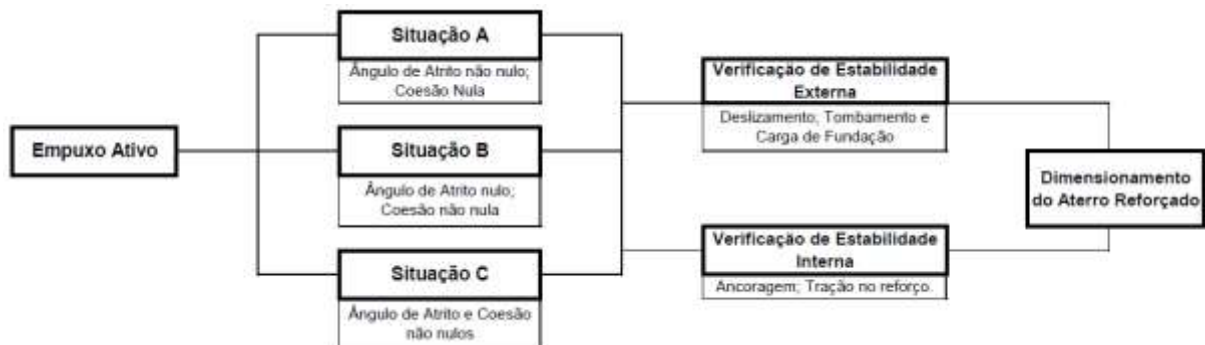 Empuxo Ativo
Situação A
Ângulo de Atrito não nulo;
Coesão Nula
Situação B
Ângulo de Atrito nulo;
Coesão não nula
Situação C
Ângulo de Atrito e Coesão
não nulos
Verificação de Estabilidade
Externa
Deslizamento; Tombamento e
Carga de Fundação
Verificação de Estabilidade
Interna
Ancoragem; Tração no reforço.
Dimensionamento
do Aterro Reforçado